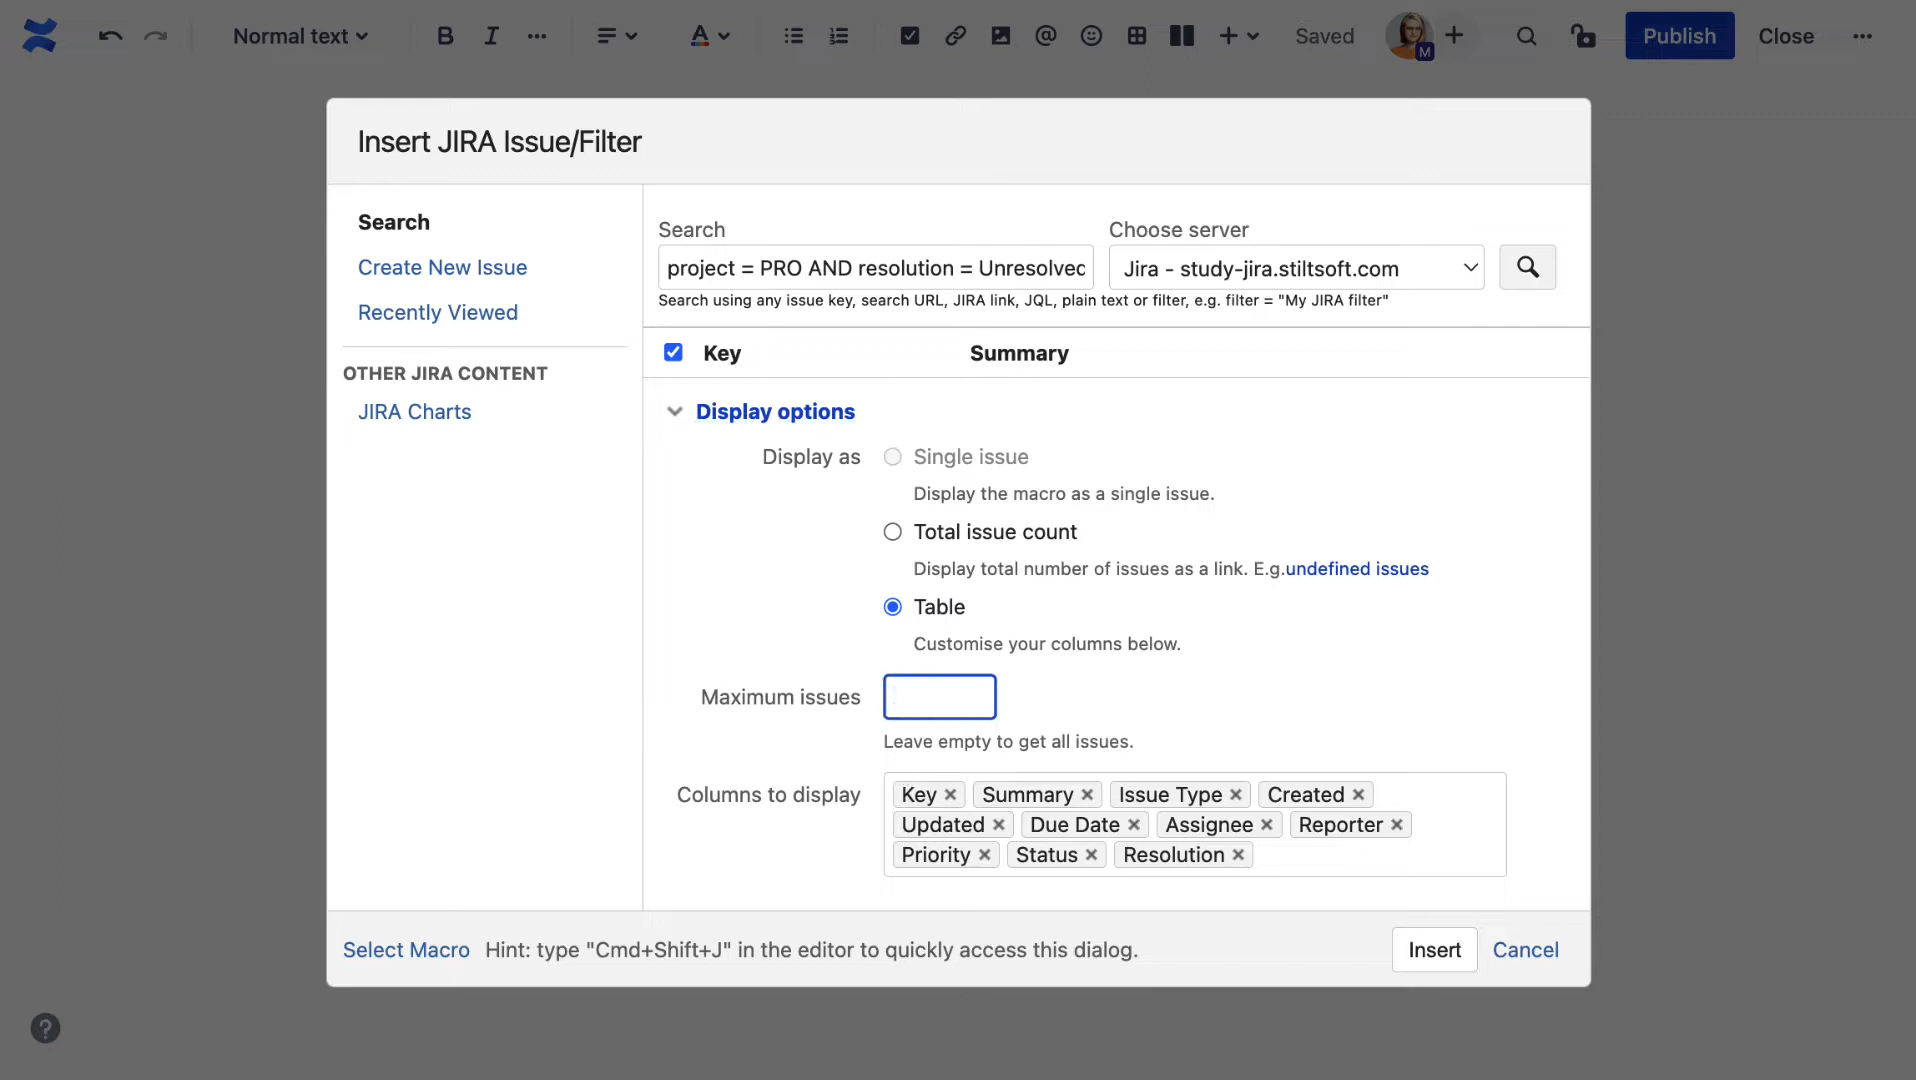 Normal text
B I
A
Saved
M
Publish
Close
Insert JIRA Issue/Filter
Search
Create New Issue
Recently Viewed
OTHER JIRA CONTENT
JIRA Charts
Search
Choose server
project = PRO AND resolution = Unresolved
Jira - study-jira.stiltsoft.com
Search using any issue key, search URL, JIRA link, JQL, plain text or filter, e.g. filter = "My JIRA filter"
Key Summary
Display options
Display as
Single issue
Display the macro as a single issue.
Total issue count
Display total number of issues as a link. E.g.undefined issues
Table
Customise your columns below.
Maximum issues
Leave empty to get all issues.
Columns to display
Key × Summary × Issue Type × Created ×
Updated × Due Date × Assignee × Reporter ×
Priority × Status × Resolution ×
Select Macro Hint: type "Cmd+Shift+J" in the editor to quickly access this dialog.
Insert Cancel
?